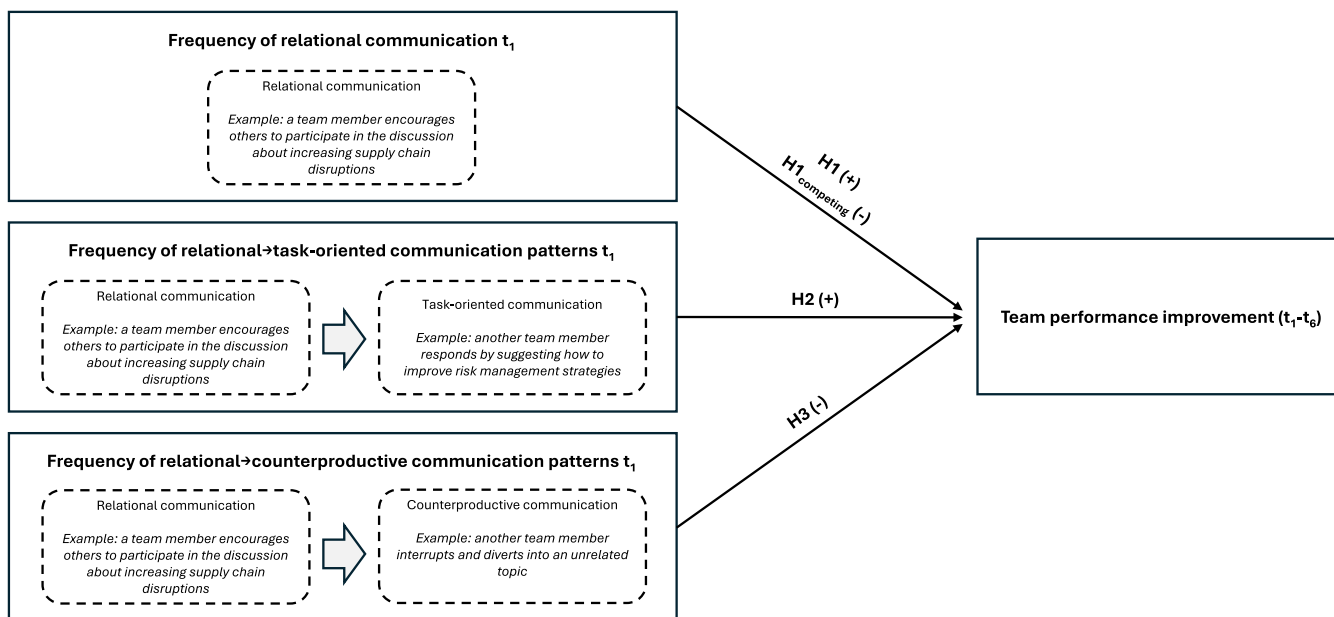 Frequency of relational communication t₁
Relational communication
Example: a team member encourages
others to participate in the discussion
about increasing supply chain
disruptions
H1 (+)
H1competing (-)
Frequency of relational→task-oriented communication patterns t₁
Relational communication
Example: a team member encourages
others to participate in the discussion
about increasing supply chain
disruptions
Task-oriented communication
Example: another team member
responds by suggesting how to
improve risk management strategies
H2 (+)
Team performance improvement (t₁-t₆)
Frequency of relational→counterproductive communication patterns t₁
Relational communication
Example: a team member encourages
others to participate in the discussion
about increasing supply chain
disruptions
Counterproductive communication
Example: another team member
interrupts and diverts into an unrelated
topic
H3 (-)